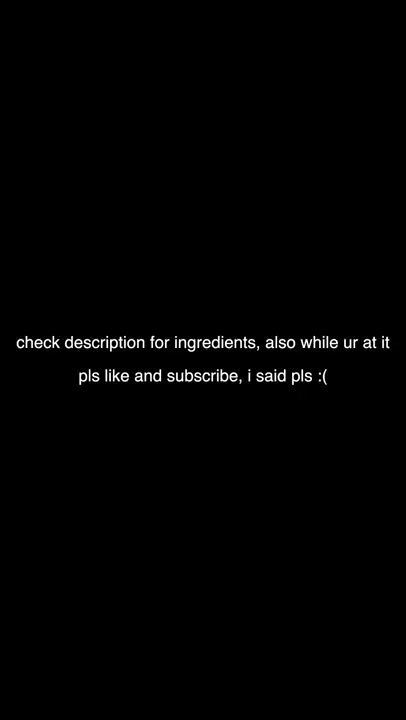 check description for ingredients, also while ur at it
pls like and subscribe, i said pls :(